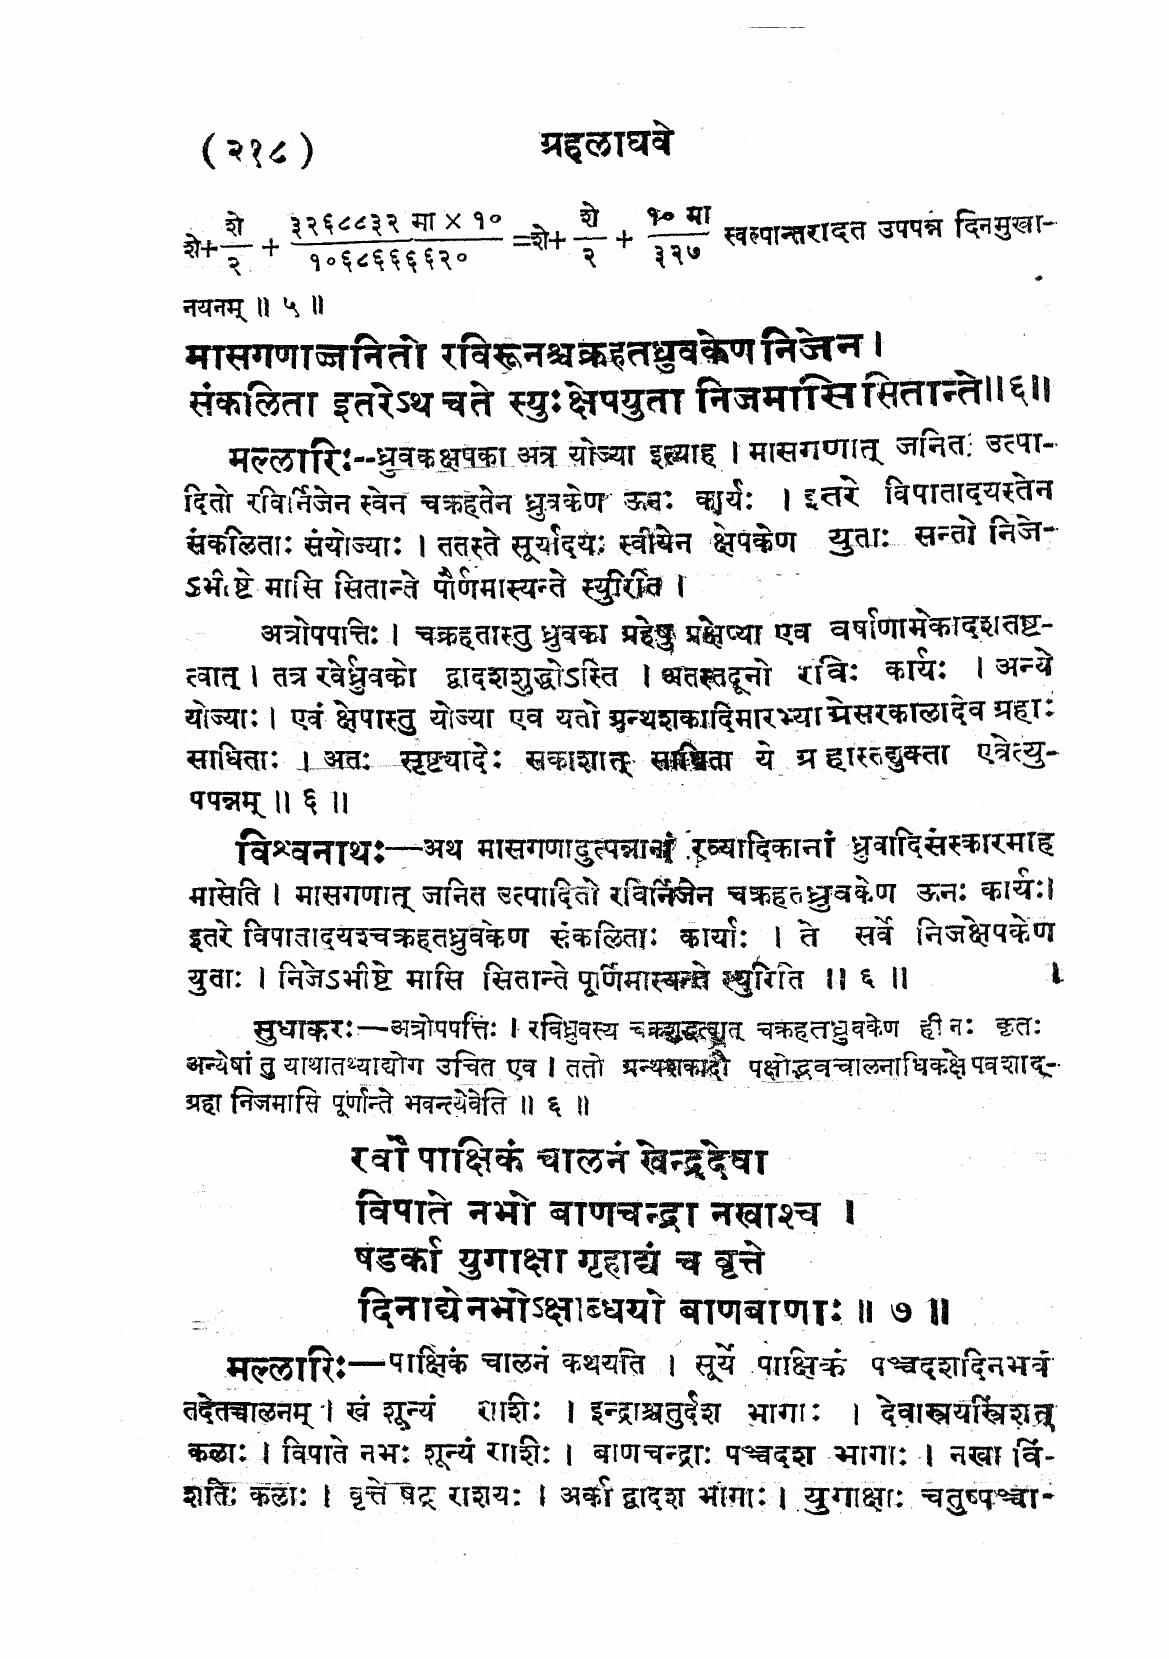 (२१८) ग्रहलाघवे
शे+ शे/२ + ३२६८८३२ मा × १०/१०६८६६६६२० =शे+ शे/२ + १० मा/३२७ स्वल्पान्तरादत उपपन्नं दिनमुखा-
नयनम् ॥ ५ ॥
मासगणाज्जनितो रविरूनश्चक्रहतध्रुवकेण निजेन ।
संकलिता इतरेऽथ च ते स्युः क्षेपयुता निजमासि सितान्ते ॥६॥
मल्लारिः--ध्रुवकक्षपका अत्र योज्या इत्याह । मासगणात् जनितः उत्पा-
दितो रविर्निजेन स्वेन चक्रहतेन ध्रुवकेण ऊनः कार्यः । इतरे विपातादयस्तेन
संकलिताः संयोज्याः । ततस्ते सूर्यादयः स्वीयेन क्षेपकेण युताः सन्तो निजे-
ऽभीष्टे मासि सितान्ते पौर्णमास्यन्ते स्युरिति ।
अत्रोपपत्तिः । चक्रहतास्तु ध्रुवका ग्रहेषु प्रक्षेप्या एव वर्षाणामेकादशतष्ट-
त्वात् । तत्र रवेर्ध्रुवको द्वादशशुद्धोऽस्ति । अतस्तदूनो रविः कार्यः । अन्ये
योज्याः । एवं क्षेपास्तु योज्या एव यतो ग्रन्थशकादिमारभ्याग्रेसरकालादेव ग्रहाः
साधिताः । अतः सृष्ट्यादेः सकाशात् साधिता ये ग्रहास्तद्युक्ता एवेत्यु-
पपन्नम् ॥ ६ ॥
विश्वनाथः—अथ मासगणादुत्पन्नानां रव्यादिकानां ध्रुवादिसंस्कारमाह
मासेति । मासगणात् जनित उत्पादितो रविर्निजेन चक्रहतध्रुवकेण ऊनः कार्यः।
इतरे विपातादयश्चक्रहतध्रुवकेण संकलिताः कार्याः । ते सर्वे निजक्षेपकेण
युताः । निजेऽभीष्टे मासि सितान्ते पूर्णिमास्यन्ते स्युरिति ॥ ६ ॥
सुधाकरः—अत्रोपपत्तिः । रविध्रुवस्य चक्रशुद्धत्वात् चक्रहतध्रुवकेण हीनः कृतः
अन्येषां तु याथातथ्याद्योग उचित एव । ततो ग्रन्थशकादौ पक्षोद्भवचालनाधिकक्षेपवशाद्-
ग्रहा निजमासि पूर्णान्ते भवन्त्येवेति ॥ ६ ॥
रवौ पाक्षिकं चालनं खेन्द्रदेवा
विपाते नभो बाणचन्द्रा नखाश्च ।
षडर्का युगाक्षा गृहाद्यं च वृत्ते
दिनाद्ये नभोऽक्षाब्धयो बाणबाणाः ॥ ७ ॥
मल्लारिः—पाक्षिकं चालनं कथयति । सूर्ये पाक्षिकं पञ्चदशदिनभवं
तदेतच्चालनम् । खं शून्यं राशिः । इन्द्राश्चतुर्दश भागाः । देवास्त्रयस्त्रिंशत्
कलाः । विपाते नभः शून्यं राशिः । बाणचन्द्राः पञ्चदश भागाः । नखा विं-
शतिः कलाः । वृत्ते षट् राशयः । अर्का द्वादश भागाः । युगाक्षाः चतुष्पञ्चा-